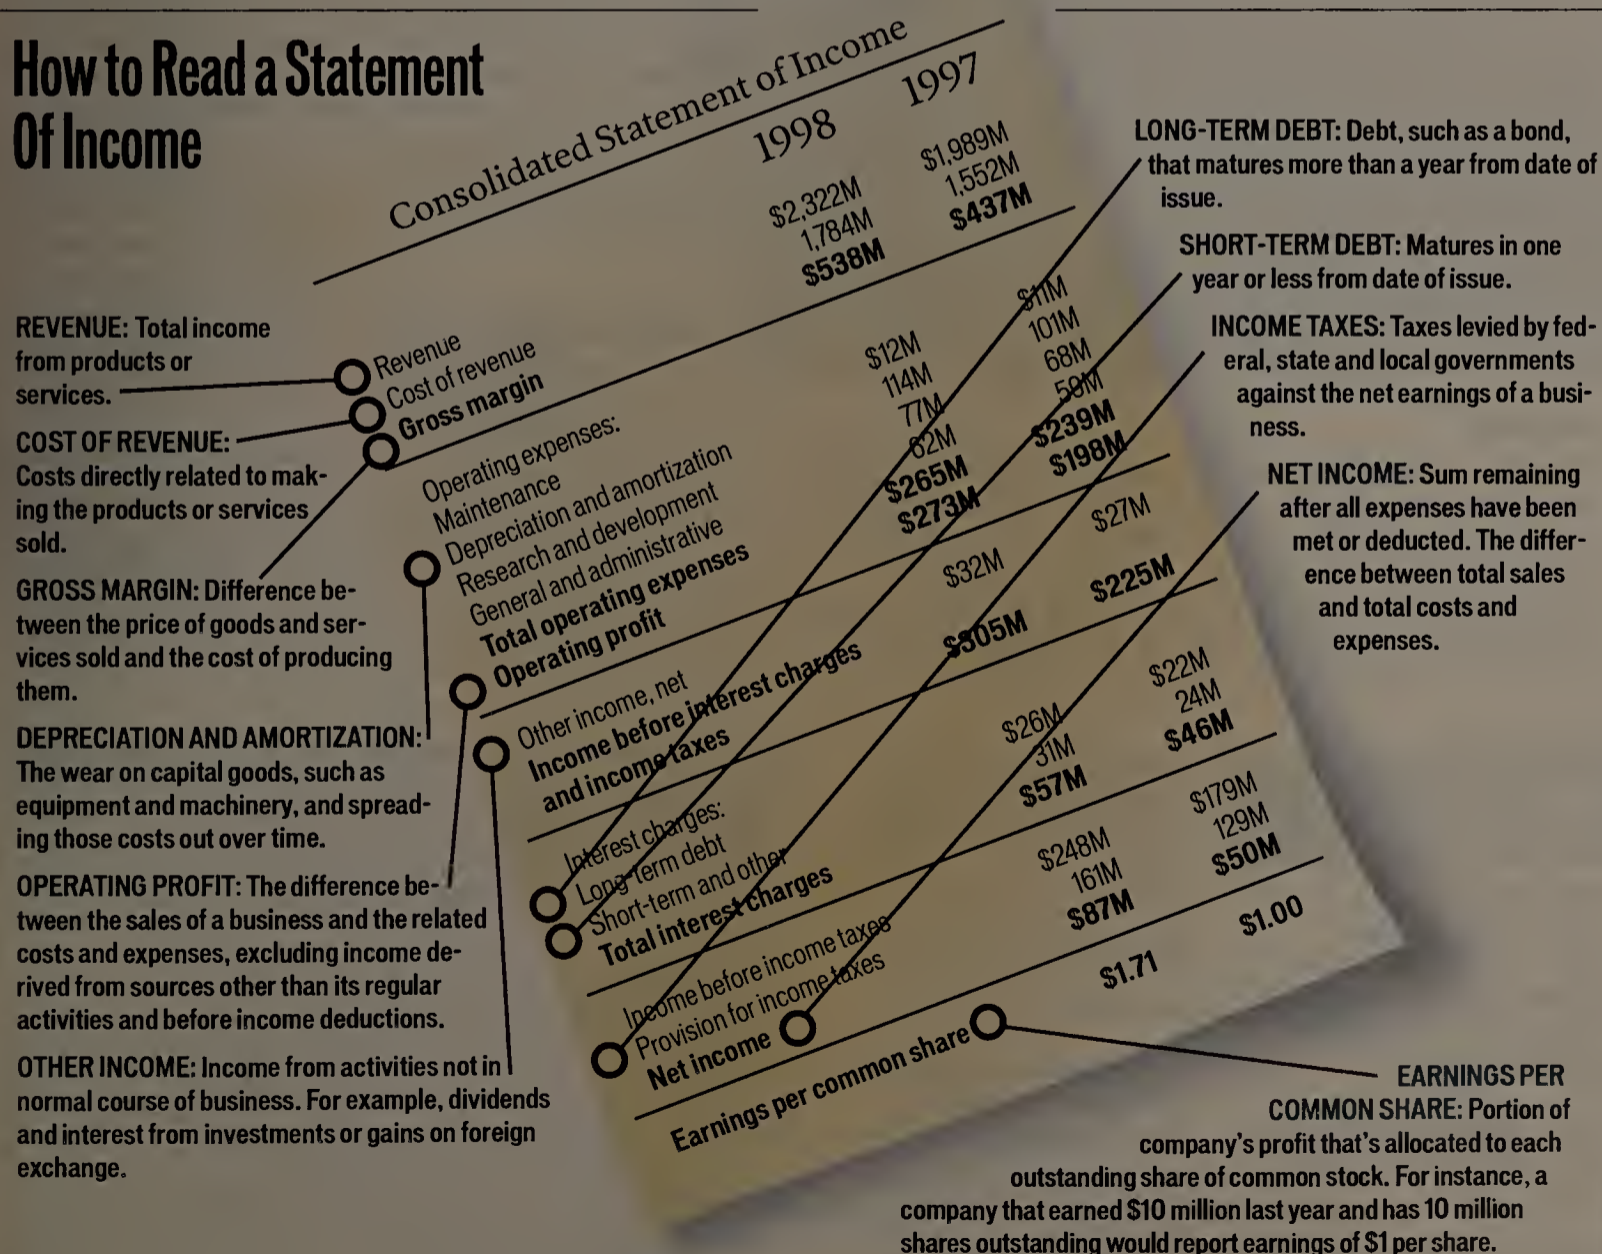 How to Read a Statement
Of Income
REVENUE: Total income
from products or
services.
COST OF REVENUE:
Costs directly related to mak-
ing the products or services
sold.
GROSS MARGIN: Difference be-
tween the price of goods and ser-
vices sold and the cost of producing
them.
DEPRECIATION AND AMORTIZATION:
The wear on capital goods, such as
equipment and machinery, and spread-
ing those costs out over time.
OPERATING PROFIT: The difference be-
tween the sales of a business and the related
costs and expenses, excluding income de-
rived from sources other than its regular
activities and before income deductions.
OTHER INCOME: Income from activities not in
normal course of business. For example, dividends
and interest from investments or gains on foreign
exchange.
Consolidated Statement of Income
1998 1997
Revenue $2,322M $1,989M
Cost of revenue 1,784M 1,552M
Gross margin $538M $437M
Operating expenses:
Maintenance $12M $11M
Depreciation and amortization 114M 101M
Research and development 77M 68M
General and administrative 62M 59M
Total operating expenses $265M $239M
Operating profit $273M $198M
Other income, net $32M $27M
Income before interest charges
and income taxes $305M $225M
Interest charges:
Long-term debt $26M $22M
Short-term and other 31M 24M
Total interest charges $57M $46M
Income before income taxes $248M $179M
Provision for income taxes 161M 129M
Net income $87M $50M
Earnings per common share $1.71 $1.00
LONG-TERM DEBT: Debt, such as a bond,
that matures more than a year from date of
issue.
SHORT-TERM DEBT: Matures in one
year or less from date of issue.
INCOME TAXES: Taxes levied by fed-
eral, state and local governments
against the net earnings of a busi-
ness.
NET INCOME: Sum remaining
after all expenses have been
met or deducted. The differ-
ence between total sales
and total costs and
expenses.
EARNINGS PER
COMMON SHARE: Portion of
company's profit that's allocated to each
outstanding share of common stock. For instance, a
company that earned $10 million last year and has 10 million
shares outstanding would report earnings of $1 per share.